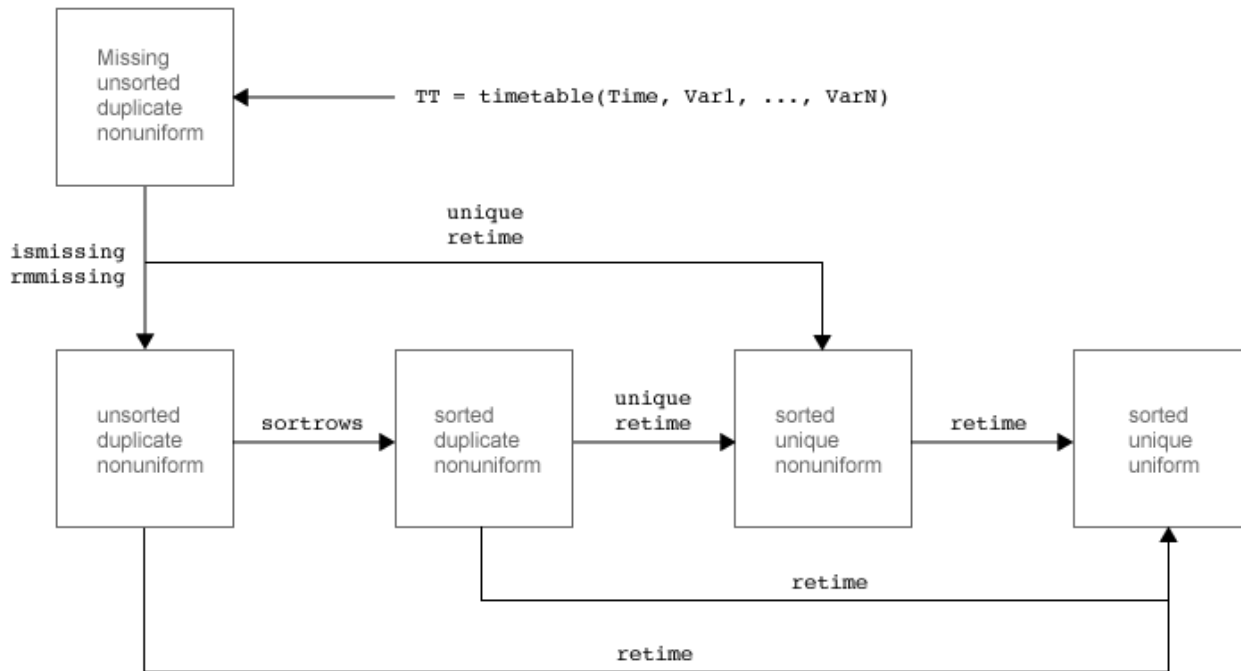 Missing
unsorted
duplicate
nonuniform
TT = timetable(Time, Var1, ..., VarN)
unique
retime
ismissing
rmmissing
unsorted
duplicate
nonuniform
sortrows
sorted
duplicate
nonuniform
unique
retime
sorted
unique
nonuniform
retime
sorted
unique
uniform
retime
retime